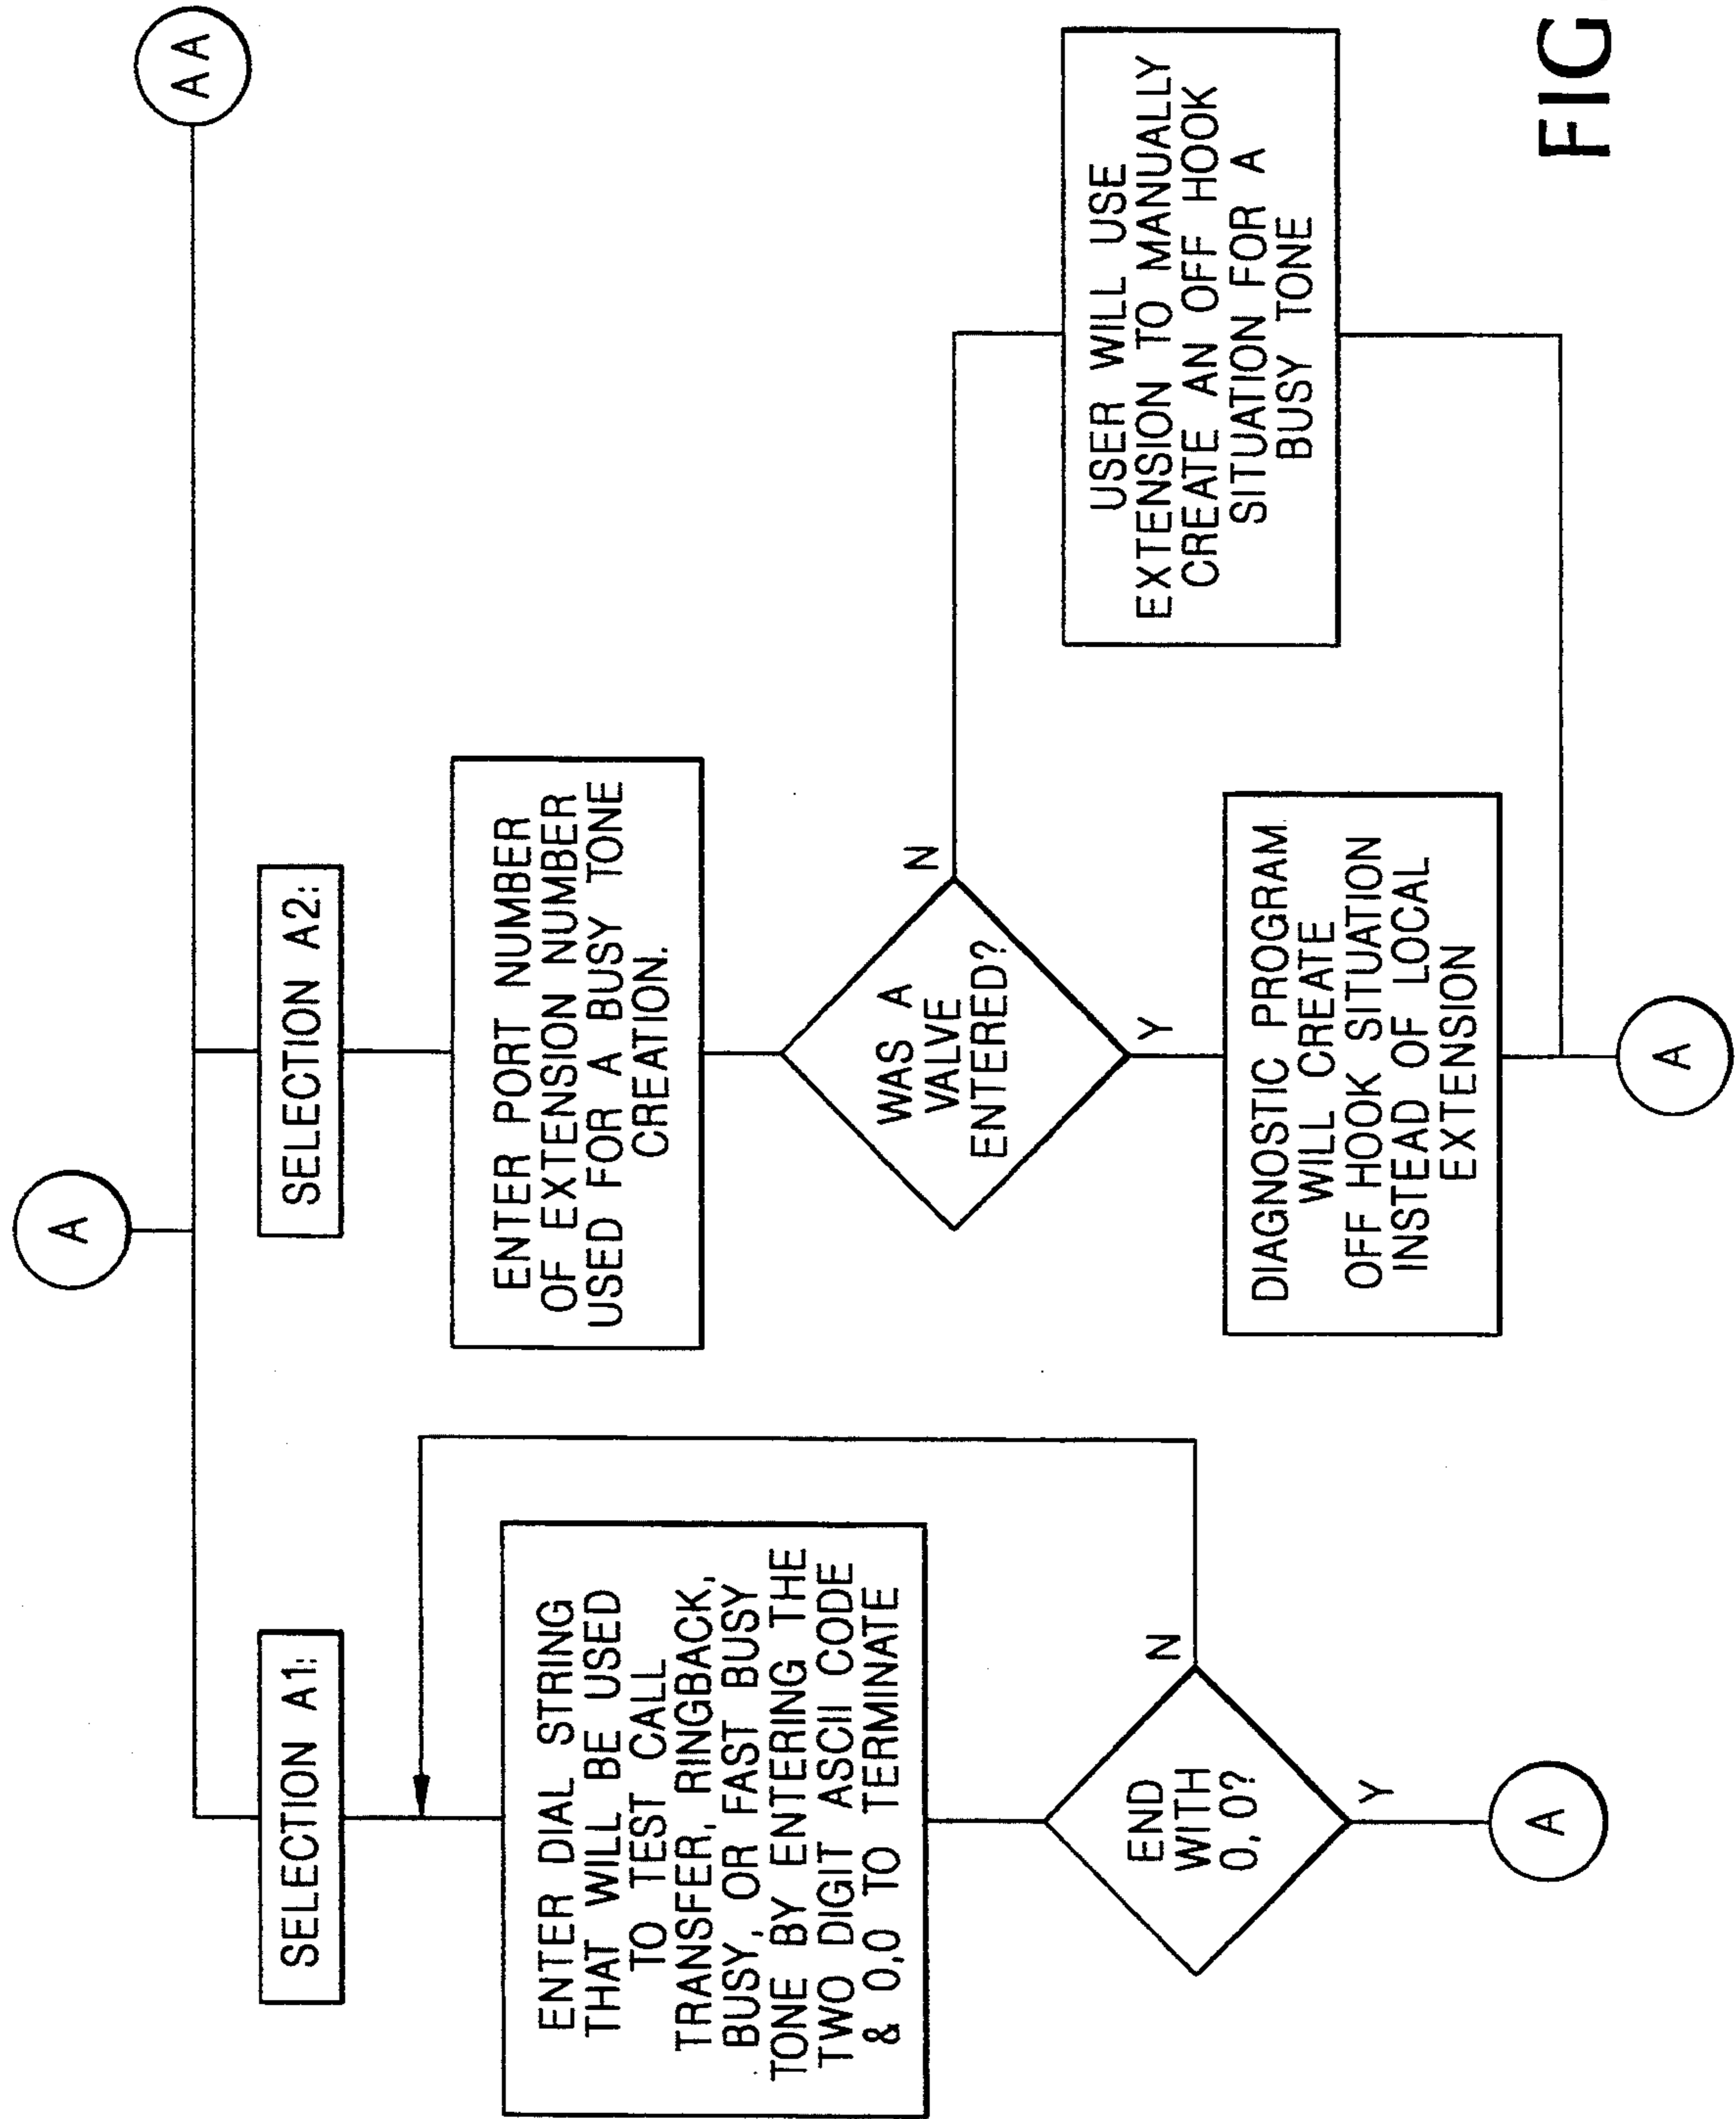 A
AA
SELECTION A1:
ENTER DIAL STRING
THAT WILL BE USED
TO TEST CALL
TRANSFER, RINGBACK,
BUSY, OR FAST BUSY
TONE BY ENTERING THE
TWO DIGIT ASCII CODE
& 0,0 TO TERMINATE
END
WITH
0,0?
N
Y
A
SELECTION A2:
ENTER PORT NUMBER
OF EXTENSION NUMBER
USED FOR A BUSY TONE
CREATION.
WAS A
VALVE
ENTERED?
N
Y
DIAGNOSTIC PROGRAM
WILL CREATE
OFF HOOK SITUATION
INSTEAD OF LOCAL
EXTENSION
USER WILL USE
EXTENSION TO MANUALLY
CREATE AN OFF HOOK
SITUATION FOR A
BUSY TONE
A
FIG